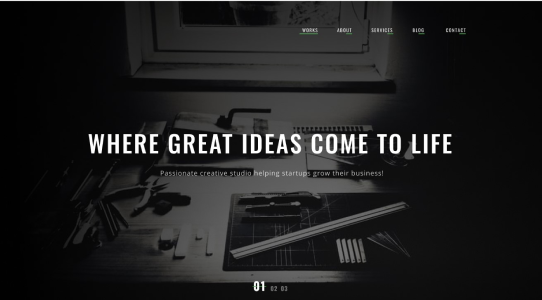 WORKS ABOUT SERVICES BLOG CONTACT
WHERE GREAT IDEAS COME TO LIFE
Passionate creative studio helping startups grow their business!
01 02 03